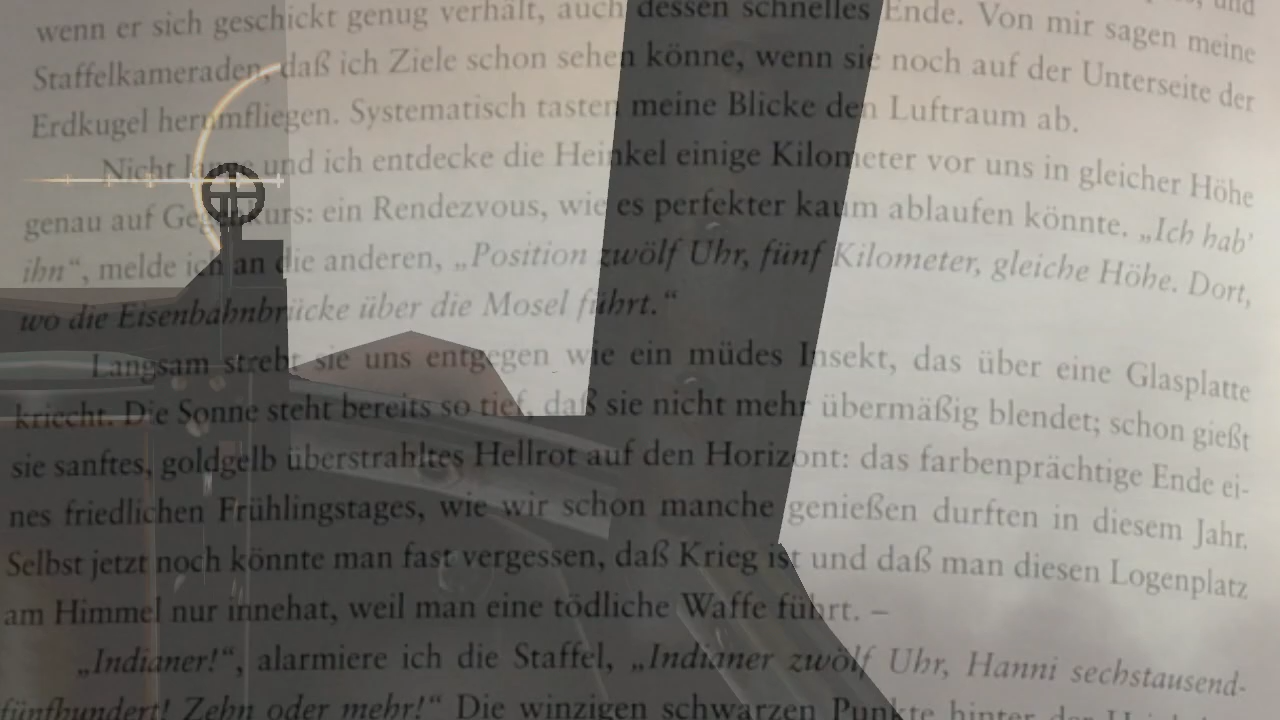 wenn er sich geschickt genug verhält, auch dessen schnelles Ende. Von mir sagen meine
Staffelkameraden, daß ich Ziele schon sehen könne, wenn sie noch auf der Unterseite der
Erdkugel herumfliegen. Systematisch tasten meine Blicke den Luftraum ab.
Nicht lange und ich entdecke die Heinkel einige Kilometer vor uns in gleicher Höhe
genau auf Gegenkurs: ein Rendezvous, wie es perfekter kaum ablaufen könnte. „Ich hab’
ihn“, melde ich an die anderen, „Position zwölf Uhr, fünf Kilometer, gleiche Höhe. Dort,
wo die Eisenbahnbrücke über die Mosel führt.“
Langsam strebt sie uns entgegen wie ein müdes Insekt, das über eine Glasplatte
kriecht. Die Sonne steht bereits so tief, daß sie nicht mehr übermäßig blendet; schon gießt
sie sanftes, goldgelb überstrahltes Hellrot auf den Horizont: das farbenprächtige Ende ei-
nes friedlichen Frühlingstages, wie wir schon manche genießen durften in diesem Jahr.
Selbst jetzt noch könnte man fast vergessen, daß Krieg ist und daß man diesen Logenplatz
am Himmel nur innehat, weil man eine tödliche Waffe führt. –
„Indianer!“, alarmiere ich die Staffel, „Indianer zwölf Uhr, Hanni sechstausend-
fünfhundert! Zehn oder mehr!“ Die winzigen schwarzen Punkte hinter der